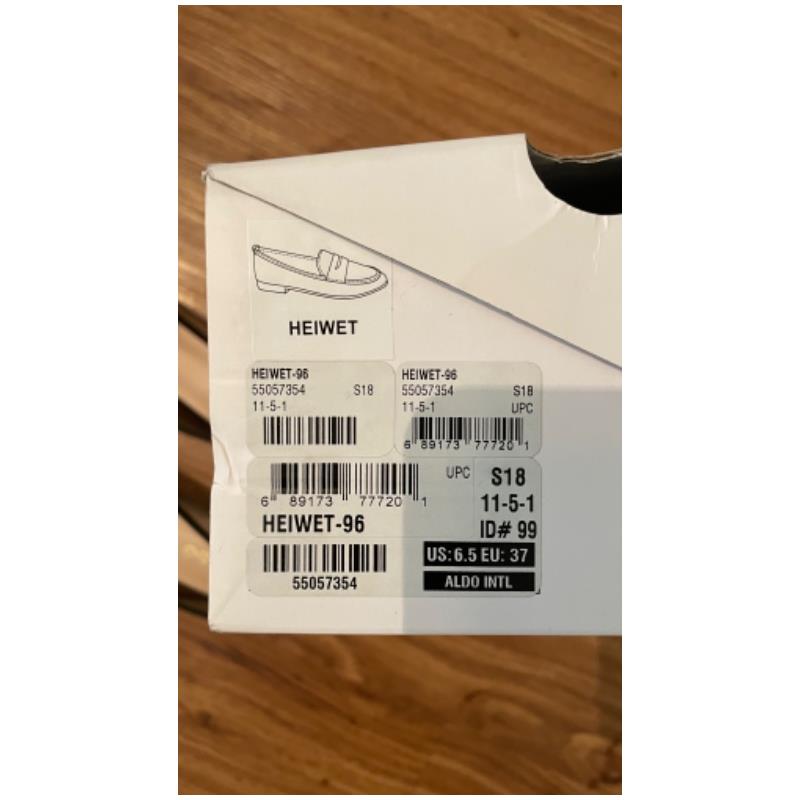 HEIWET
HEIWET-96
55057354 S18
11-5-1
HEIWET-96
55057354 S18
11-5-1 UPC
6 89173 77720 1
UPC S18
6 89173 77720 1
11-5-1
HEIWET-96
ID# 99
US: 6.5 EU: 37
55057354
ALDO INTL